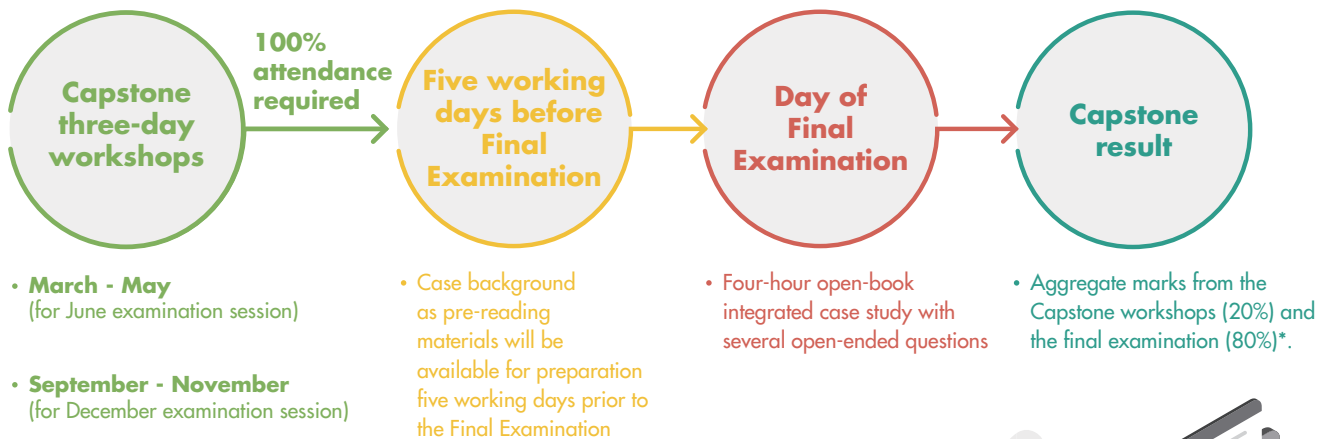 Capstone
three-day
workshops
100%
attendance
required
Five working
days before
Final
Examination
Day of
Final
Examination
Capstone
result
• March - May
(for June examination session)
• September - November
(for December examination session)
• Case background
as pre-reading
materials will be
available for preparation
five working days prior to
the Final Examination
• Four-hour open-book
integrated case study with
several open-ended questions
• Aggregate marks from the
Capstone workshops (20%) and
the final examination (80%)*.